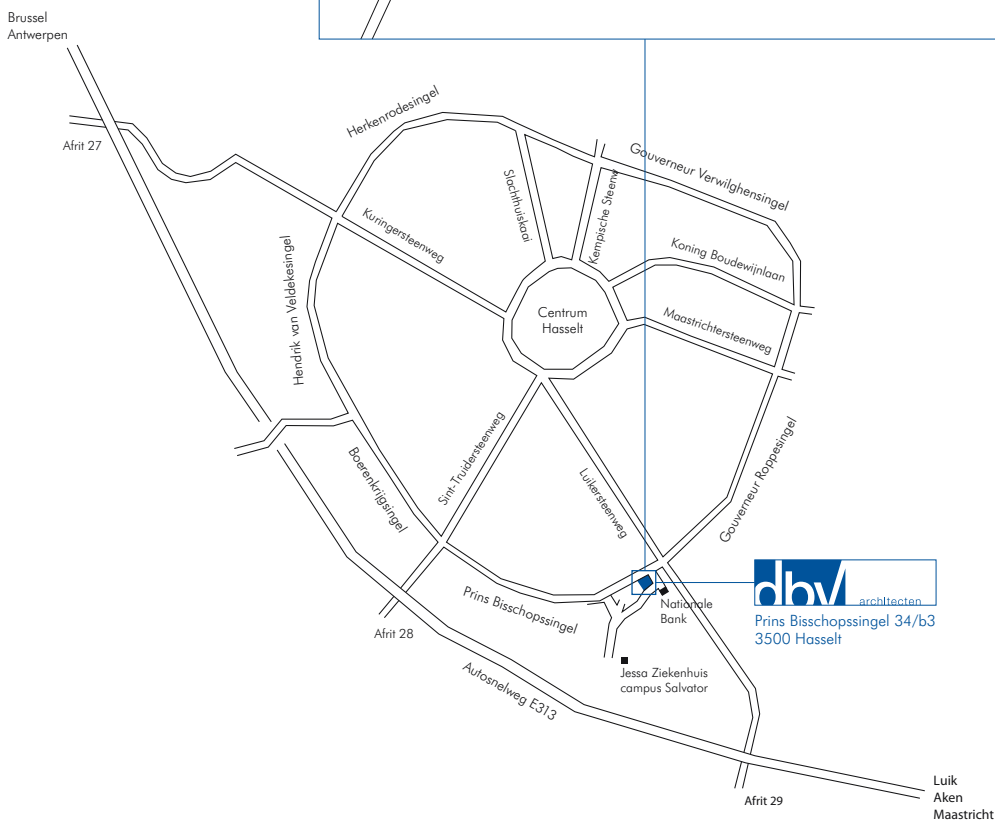 Brussel
Antwerpen
Herkenrodesingel
Afrit 27
Gouverneur Verwilghensingel
Slachthuiskaai
Kempische Steenw
Kuringersteenweg
Koning Boudewijnlaan
Hendrik van Veldekesingel
Centrum
Hasselt
Maastrichtersteenweg
Boerenkrijgsingel
Sint-Truidersteenweg
Luikersteenweg
Gouverneur Roppesingel
dbv architecten
Prins Bisschopssingel 34/b3
3500 Hasselt
Prins Bisschopssingel
Nationale
Bank
Afrit 28
Jessa Ziekenhuis
campus Salvator
Autosnelweg E313
Afrit 29
Luik
Aken
Maastricht